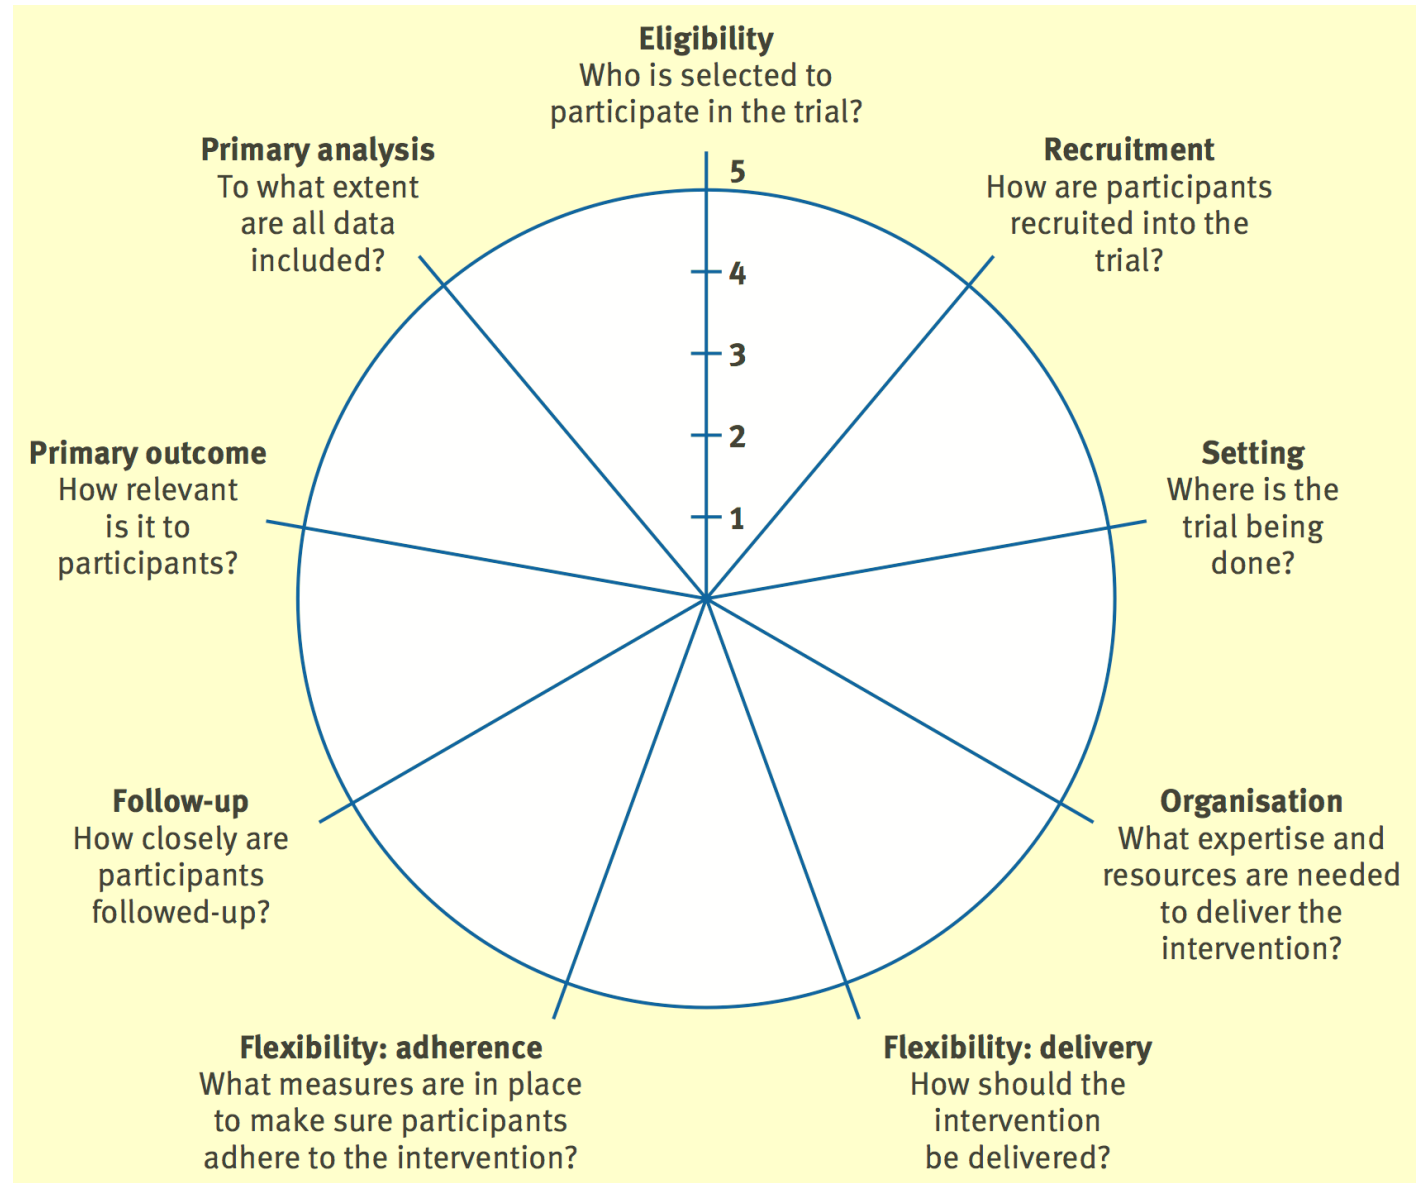 Eligibility
Who is selected to
participate in the trial?
Primary analysis
To what extent
are all data
included?
Recruitment
How are participants
recruited into the
trial?
5
4
3
2
1
Primary outcome
How relevant
is it to
participants?
Setting
Where is the
trial being
done?
Follow-up
How closely are
participants
followed-up?
Organisation
What expertise and
resources are needed
to deliver the
intervention?
Flexibility: adherence
What measures are in place
to make sure participants
adhere to the intervention?
Flexibility: delivery
How should the
intervention
be delivered?